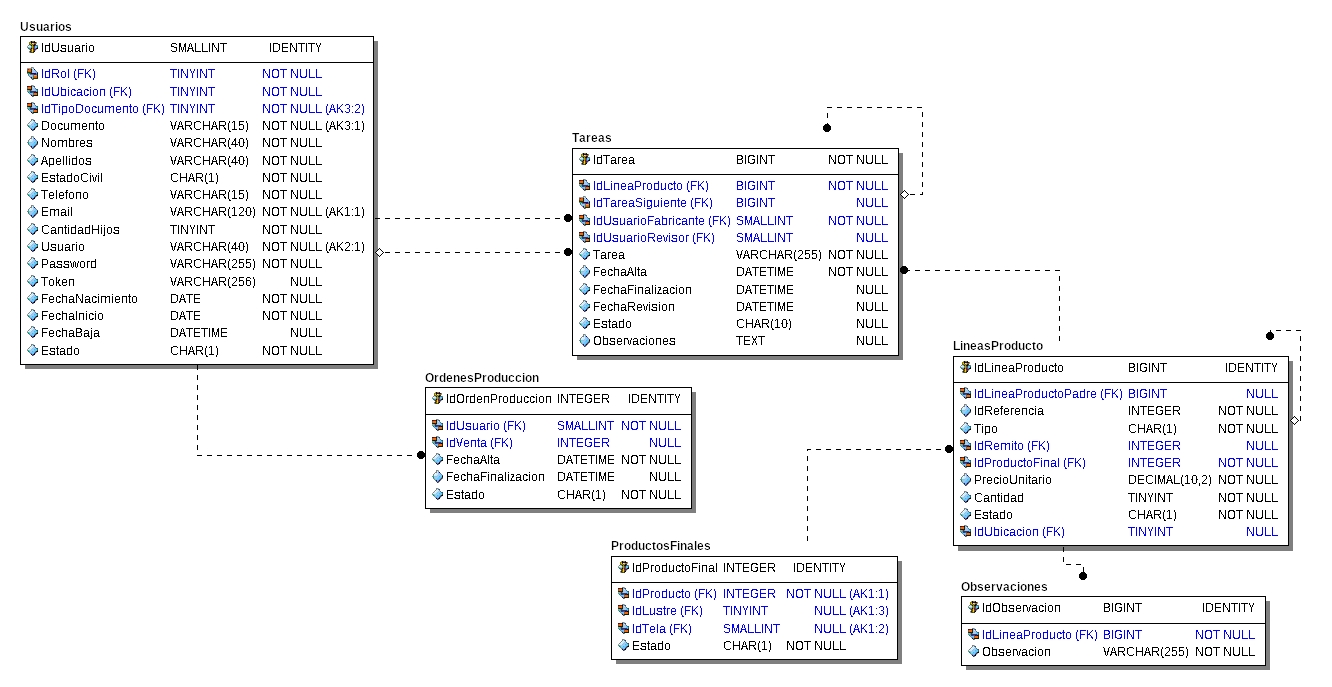 Usuarios
IdUsuario SMALLINT IDENTITY
IdRol (FK) TINYINT NOT NULL
IdUbicacion (FK) TINYINT NOT NULL
IdTipoDocumento (FK) TINYINT NOT NULL (AK3:2)
Documento VARCHAR(15) NOT NULL (AK3:1)
Nombres VARCHAR(40) NOT NULL
Apellidos VARCHAR(40) NOT NULL
EstadoCivil CHAR(1) NOT NULL
Telefono VARCHAR(15) NOT NULL
Email VARCHAR(120) NOT NULL (AK1:1)
CantidadHijos TINYINT NOT NULL
Usuario VARCHAR(40) NOT NULL (AK2:1)
Password VARCHAR(255) NOT NULL
Token VARCHAR(256) NULL
FechaNacimiento DATE NOT NULL
FechaInicio DATE NOT NULL
FechaBaja DATETIME NULL
Estado CHAR(1) NOT NULL
Tareas
IdTarea BIGINT NOT NULL
IdLineaProducto (FK) BIGINT NOT NULL
IdTareaSiguiente (FK) BIGINT NULL
IdUsuarioFabricante (FK) SMALLINT NOT NULL
IdUsuarioRevisor (FK) SMALLINT NULL
Tarea VARCHAR(255) NOT NULL
FechaAlta DATETIME NOT NULL
FechaFinalizacion DATETIME NULL
FechaRevision DATETIME NULL
Estado CHAR(10) NULL
Observaciones TEXT NULL
LineasProducto
IdLineaProducto BIGINT IDENTITY
IdLineaProductoPadre (FK) BIGINT NULL
IdReferencia INTEGER NOT NULL
Tipo CHAR(1) NOT NULL
IdRemito (FK) INTEGER NULL
IdProductoFinal (FK) INTEGER NOT NULL
PrecioUnitario DECIMAL(10,2) NOT NULL
Cantidad TINYINT NOT NULL
Estado CHAR(1) NOT NULL
IdUbicacion (FK) TINYINT NULL
OrdenesProduccion
IdOrdenProduccion INTEGER IDENTITY
IdUsuario (FK) SMALLINT NOT NULL
IdVenta (FK) INTEGER NULL
FechaAlta DATETIME NOT NULL
FechaFinalizacion DATETIME NULL
Estado CHAR(1) NOT NULL
ProductosFinales
IdProductoFinal INTEGER IDENTITY
IdProducto (FK) INTEGER NOT NULL (AK1:1)
IdLustre (FK) TINYINT NULL (AK1:3)
IdTela (FK) SMALLINT NULL (AK1:2)
Estado CHAR(1) NOT NULL
Observaciones
IdObservacion BIGINT IDENTITY
IdLineaProducto (FK) BIGINT NOT NULL
Observacion VARCHAR(255) NOT NULL